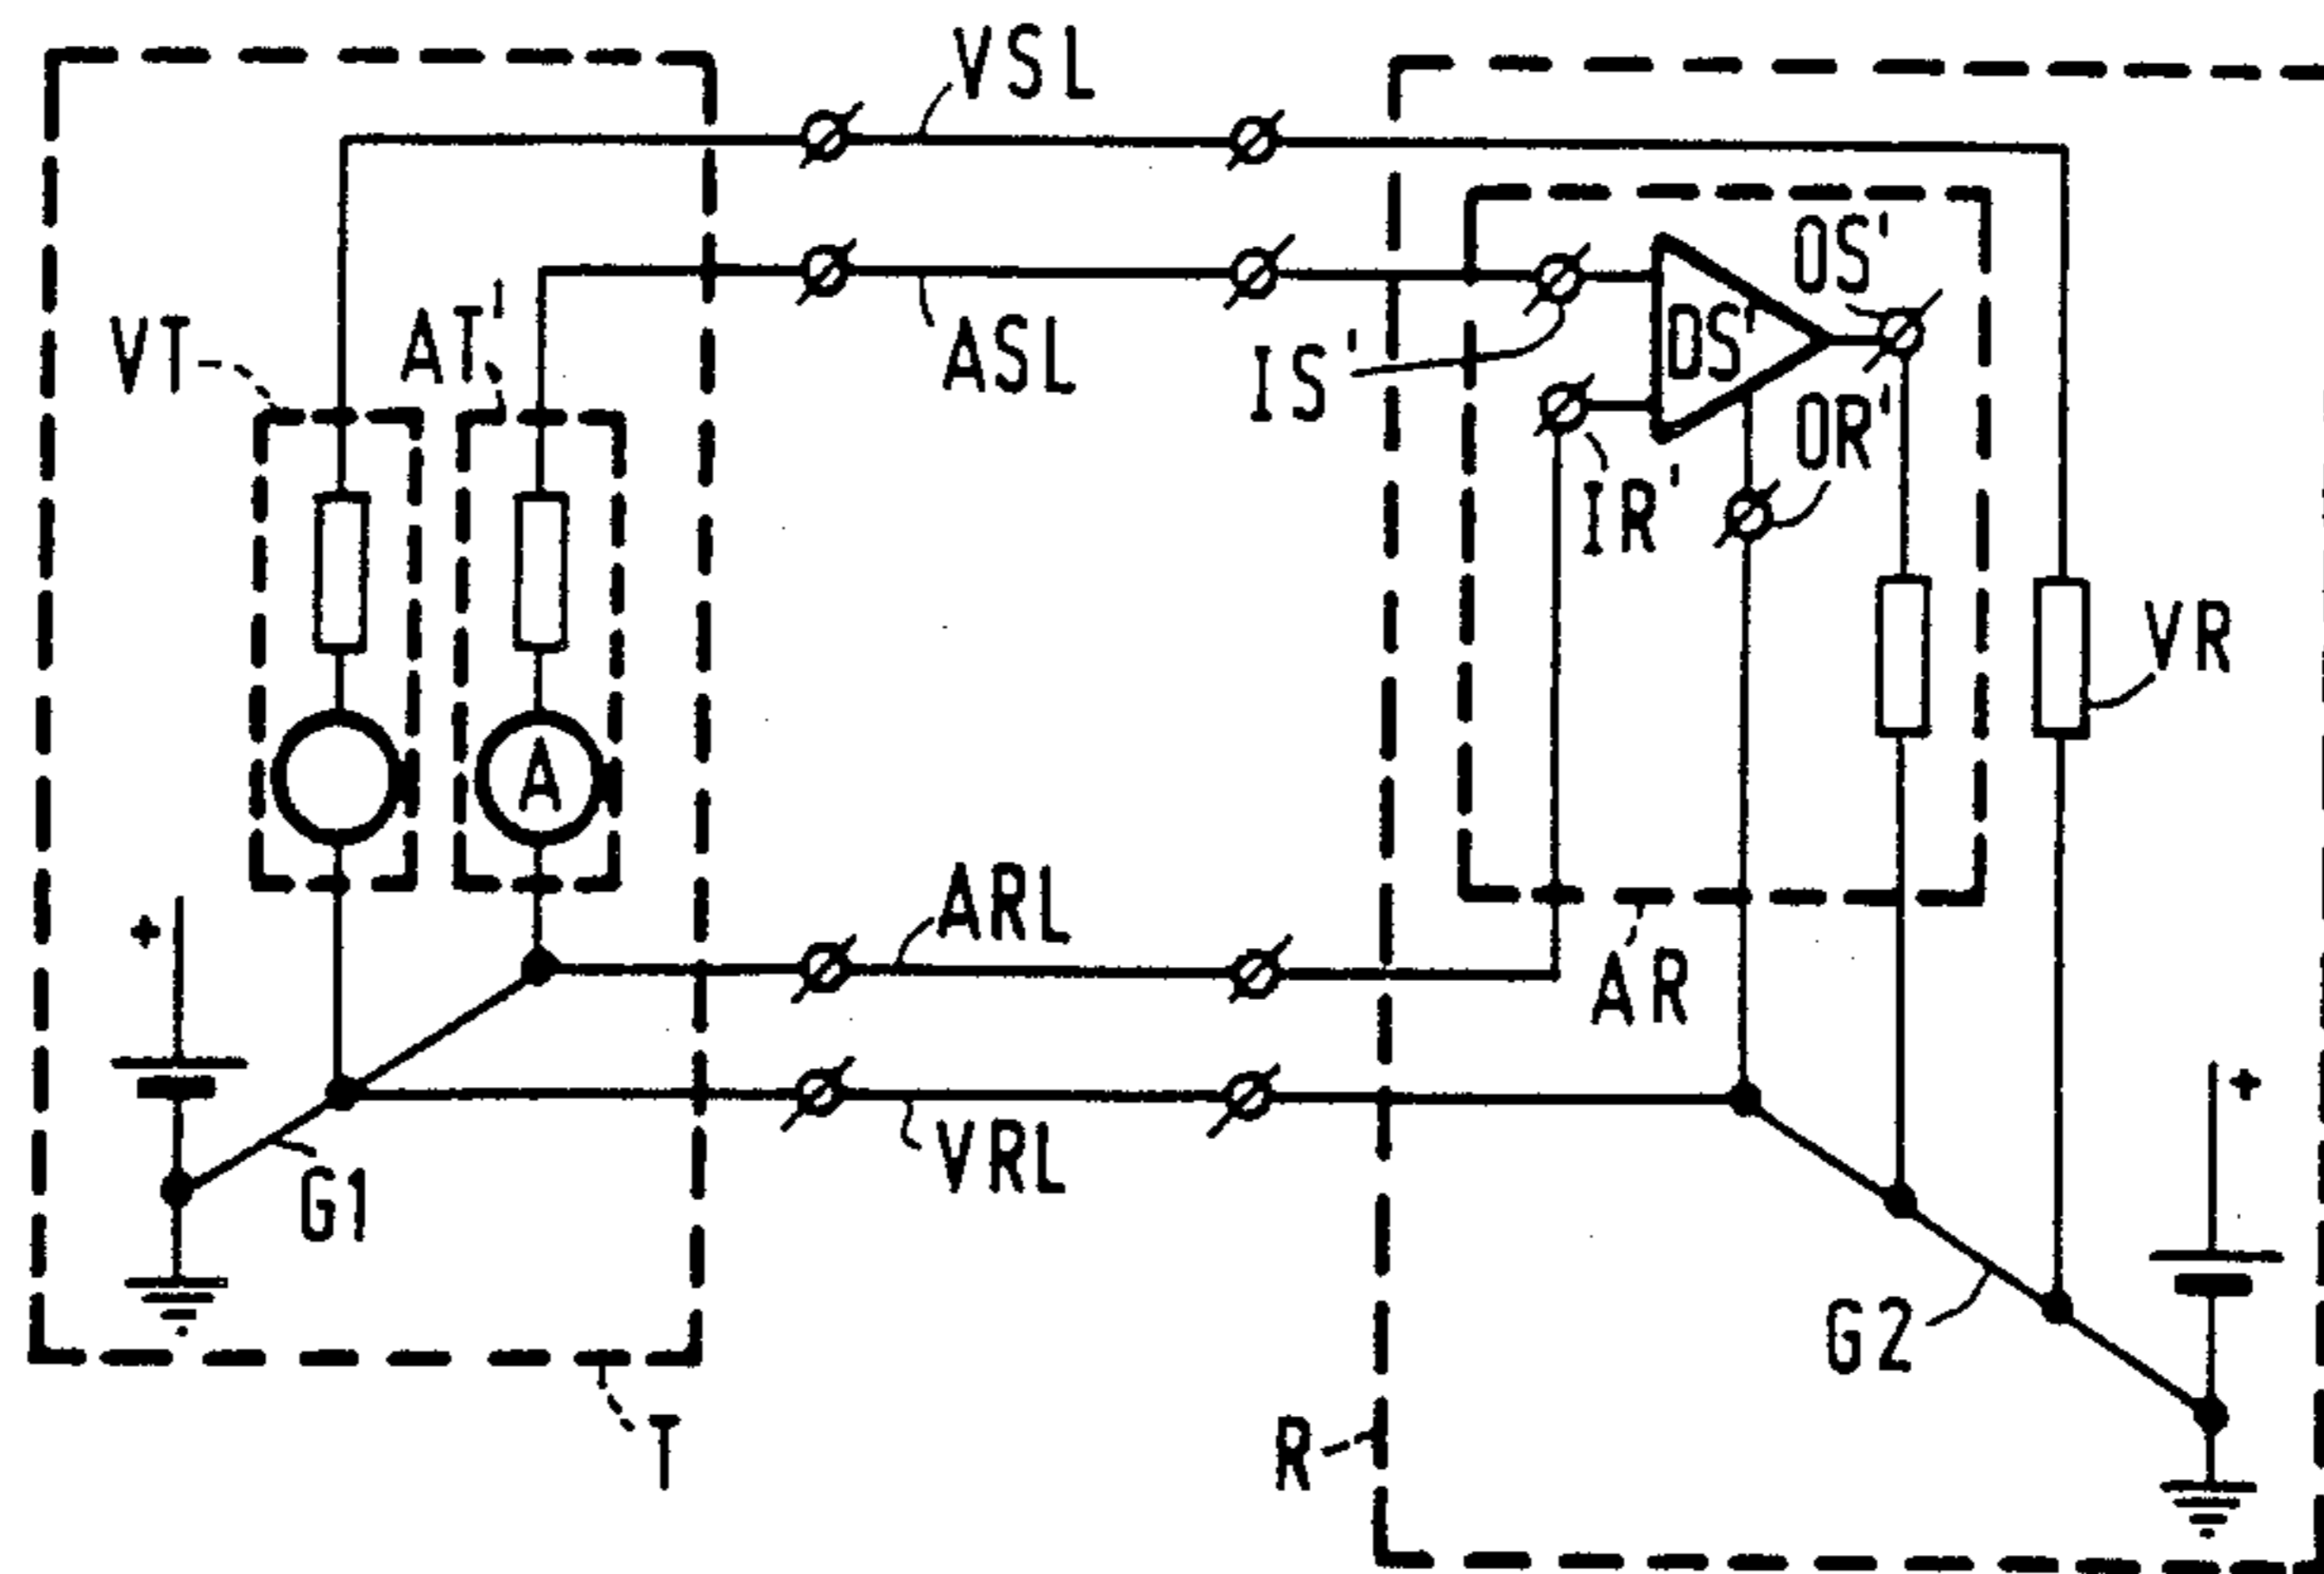 VSL
OS'
VT
AT'
ASL
IS'
DS'
OR'
IR'
VR
A
+
ARL
AR
VRL
+
G1
G2
T
R